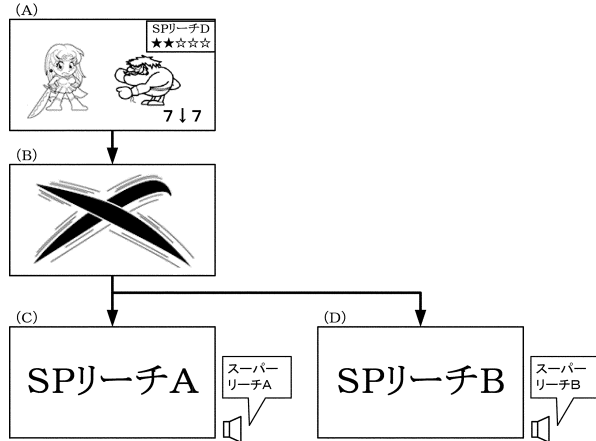 (A)
SPリーチD
★★☆☆☆
7↓7
(B)
(C)
SPリーチA
スーパー
リーチA
(D)
SPリーチB
スーパー
リーチB